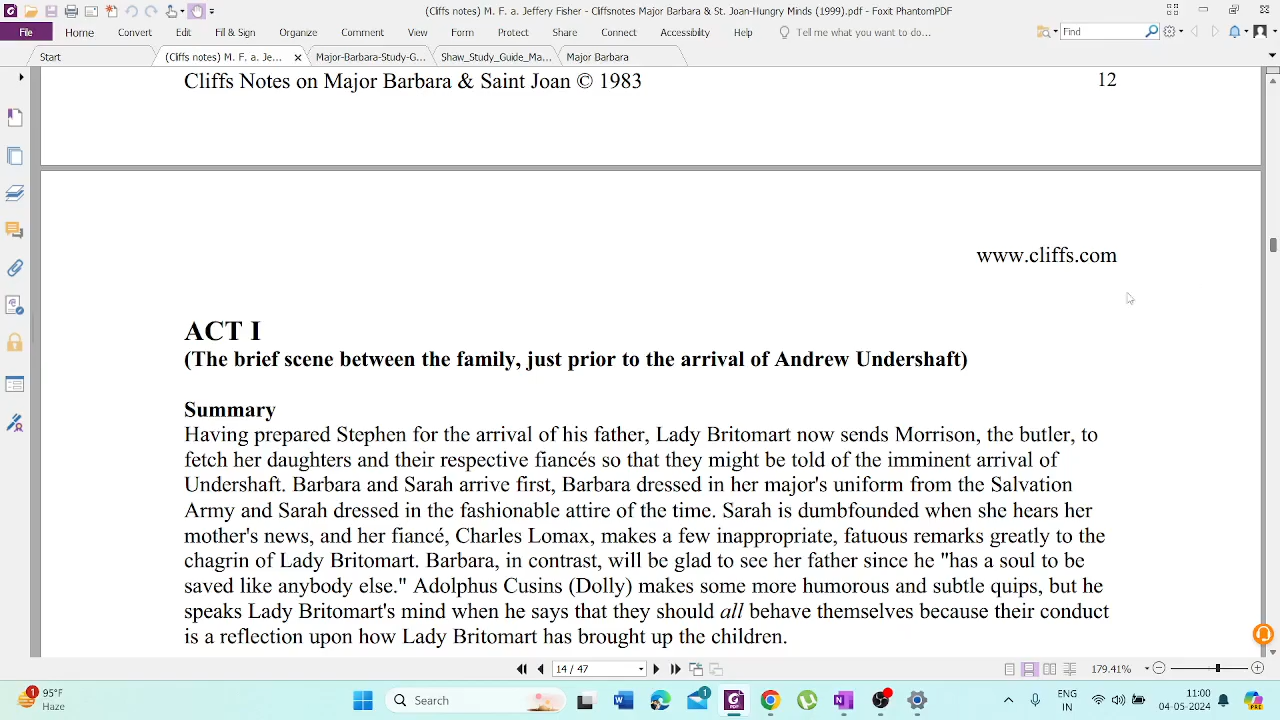 (Cliffs notes) M. F. a. Jeffery Fisher - Cliffsnotes Major Barbara & St. Joan-Hungry Minds (1999).pdf - Foxit PhantomPDF
File Home Convert Edit Fill & Sign Organize Comment View Form Protect Share Connect Accessibility Help Tell me what you want to do... Find
Start (Cliffs notes) M. F. a. Jeffery Fisher - Cliffsnotes... Major-Barbara-Study-G... Shaw_Study_Guide_Ma... Major Barbara
Cliffs Notes on Major Barbara & Saint Joan © 1983 12
www.cliffs.com
ACT I
(The brief scene between the family, just prior to the arrival of Andrew Undershaft)
Summary
Having prepared Stephen for the arrival of his father, Lady Britomart now sends Morrison, the butler, to
fetch her daughters and their respective fiancés so that they might be told of the imminent arrival of
Undershaft. Barbara and Sarah arrive first, Barbara dressed in her major's uniform from the Salvation
Army and Sarah dressed in the fashionable attire of the time. Sarah is dumbfounded when she hears her
mother's news, and her fiancé, Charles Lomax, makes a few inappropriate, fatuous remarks greatly to the
chagrin of Lady Britomart. Barbara, in contrast, will be glad to see her father since he "has a soul to be
saved like anybody else." Adolphus Cusins (Dolly) makes some more humorous and subtle quips, but he
speaks Lady Britomart's mind when he says that they should all behave themselves because their conduct
is a reflection upon how Lady Britomart has brought up the children.
14 / 47 179.41%
95°F
Haze
Search
ENG
IN
11:00
04-05-2024